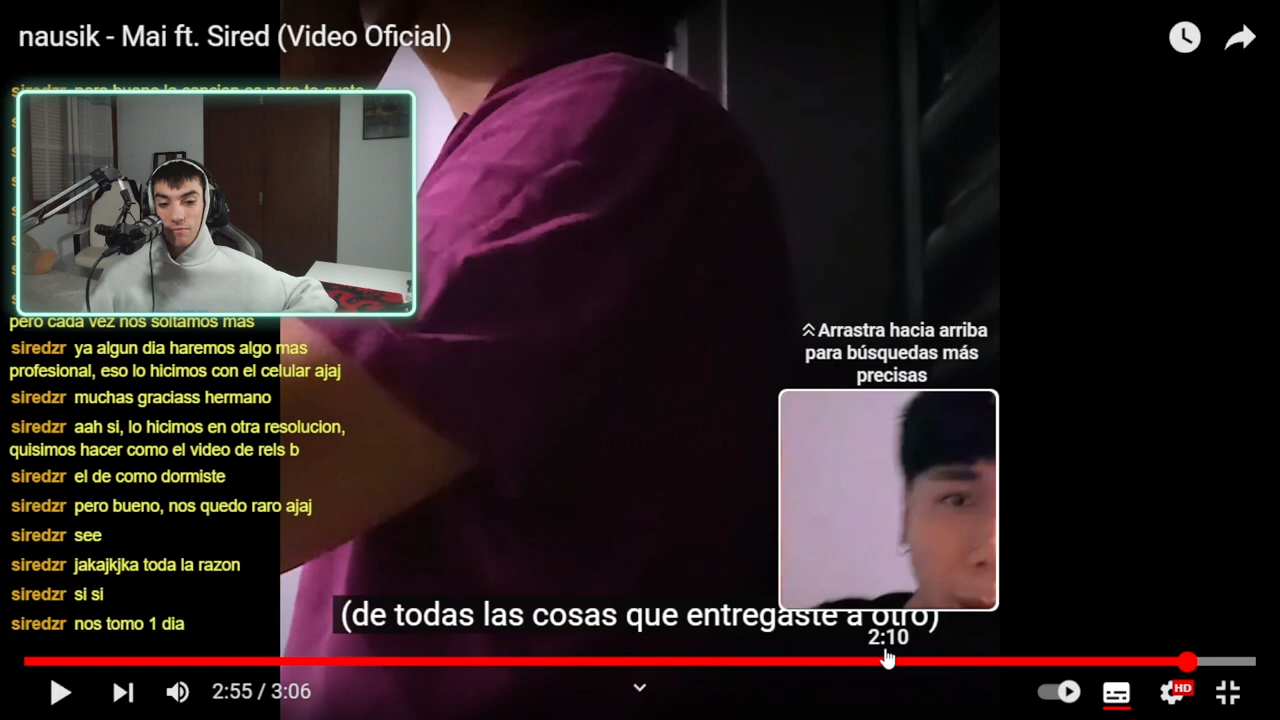 nausik - Mai ft. Sired (Video Oficial)
pero cada vez nos soltamos mas
siredzr ya algun dia haremos algo mas
profesional, eso lo hicimos con el celular ajaj
siredzr muchas graciass hermano
siredzr aah si, lo hicimos en otra resolucion,
quisimos hacer como el video de rels b
siredzr el de como dormiste
siredzr pero bueno, nos quedo raro ajaj
siredzr see
siredzr jakajkjka toda la razon
siredzr si si
siredzr nos tomo 1 dia
Arrastra hacia arriba
para búsquedas más
precisas
(de todas las cosas que entregaste a otro)
2:10
2:55 / 3:06
HD